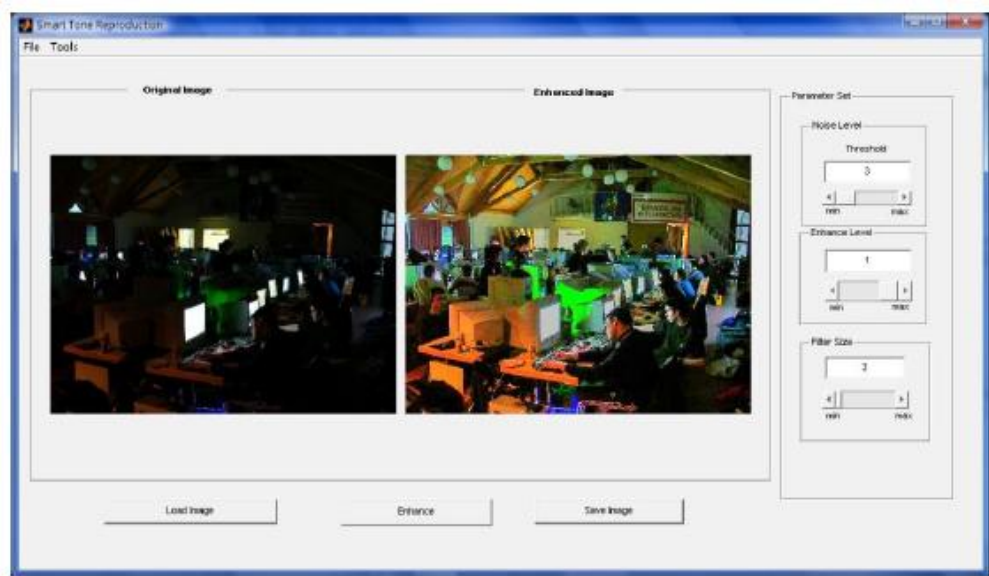 Smart Tone Reproduction
File Tools
Original Image
Enhanced Image
Parameter Set
Noise Level
Threshold
3
min max
Enhance Level
1
min max
Filter Size
min max
Load Image
Enhance
Save Image